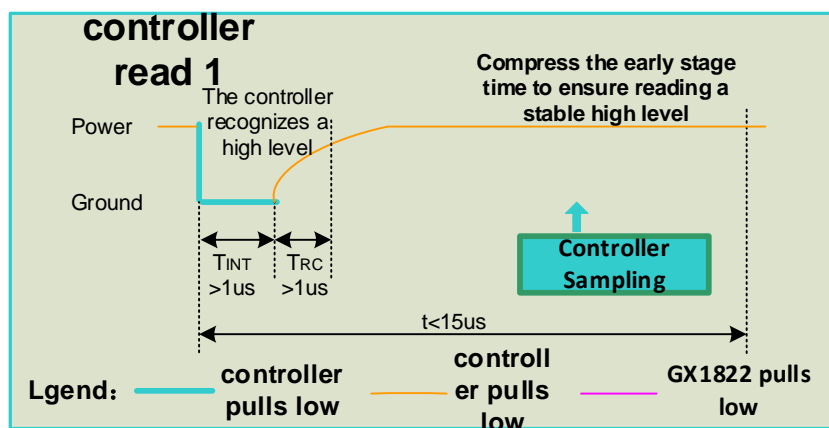 controller
read 1
The controller
recognizes a
high level
Compress the early stage
time to ensure reading a
stable high level
Power
Ground
TINT
>1us
TRC
>1us
Controller
Sampling
t<15us
Lgend：
controller
pulls low
controll
er pulls
low
GX1822 pulls
low